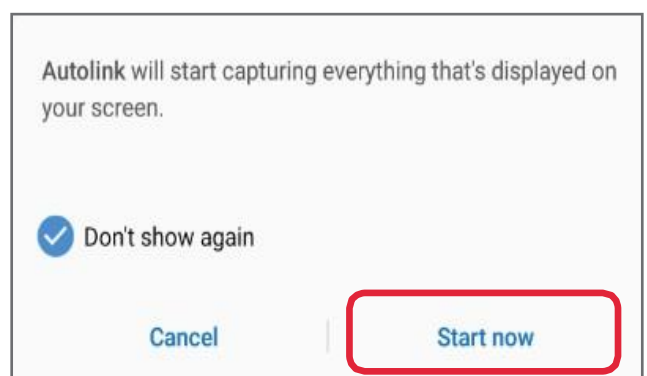 Autolink will start capturing everything that's displayed on
your screen.
Don't show again
Cancel
Start now